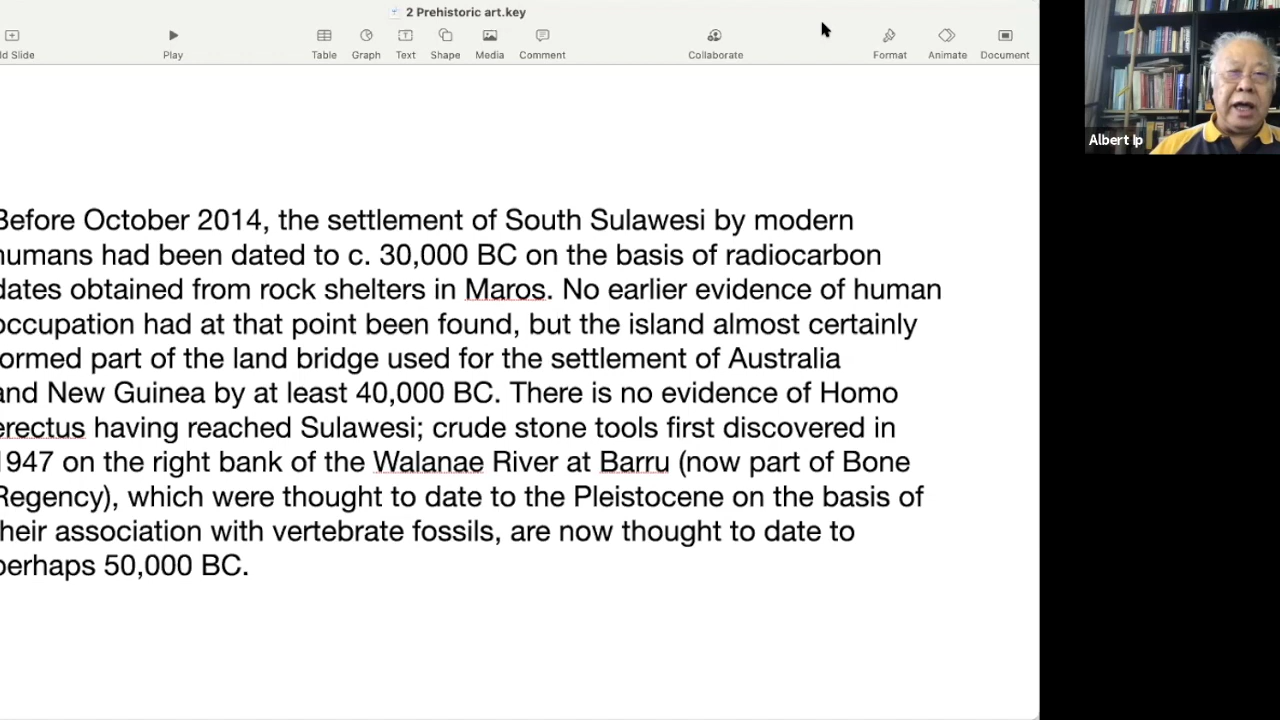 2 Prehistoric art.key
d Slide
Play
Table
Graph
Text
Shape
Media
Comment
Collaborate
Format
Animate
Document
Albert Ip
Before October 2014, the settlement of South Sulawesi by modern
humans had been dated to c. 30,000 BC on the basis of radiocarbon
dates obtained from rock shelters in Maros. No earlier evidence of human
occupation had at that point been found, but the island almost certainly
formed part of the land bridge used for the settlement of Australia
and New Guinea by at least 40,000 BC. There is no evidence of Homo
erectus having reached Sulawesi; crude stone tools first discovered in
1947 on the right bank of the Walanae River at Barru (now part of Bone
Regency), which were thought to date to the Pleistocene on the basis of
their association with vertebrate fossils, are now thought to date to
perhaps 50,000 BC.